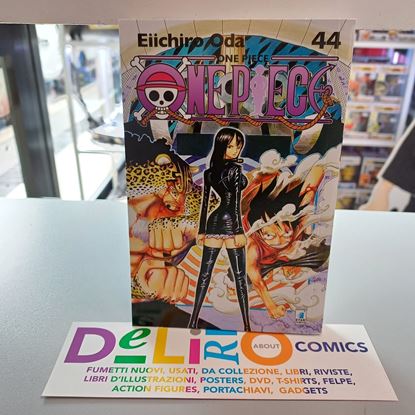 Eiichiro Oda 44
ONE PIECE
ONE PIECE
DeLiRiO ABOUT COMICS
FUMETTI NUOVI, USATI, DA COLLEZIONE, LIBRI, RIVISTE,
LIBRI D'ILLUSTRAZIONI, POSTERS, DVD, T-SHIRTS, FELPE,
ACTION FIGURES, PORTACHIAVI, GADGETS